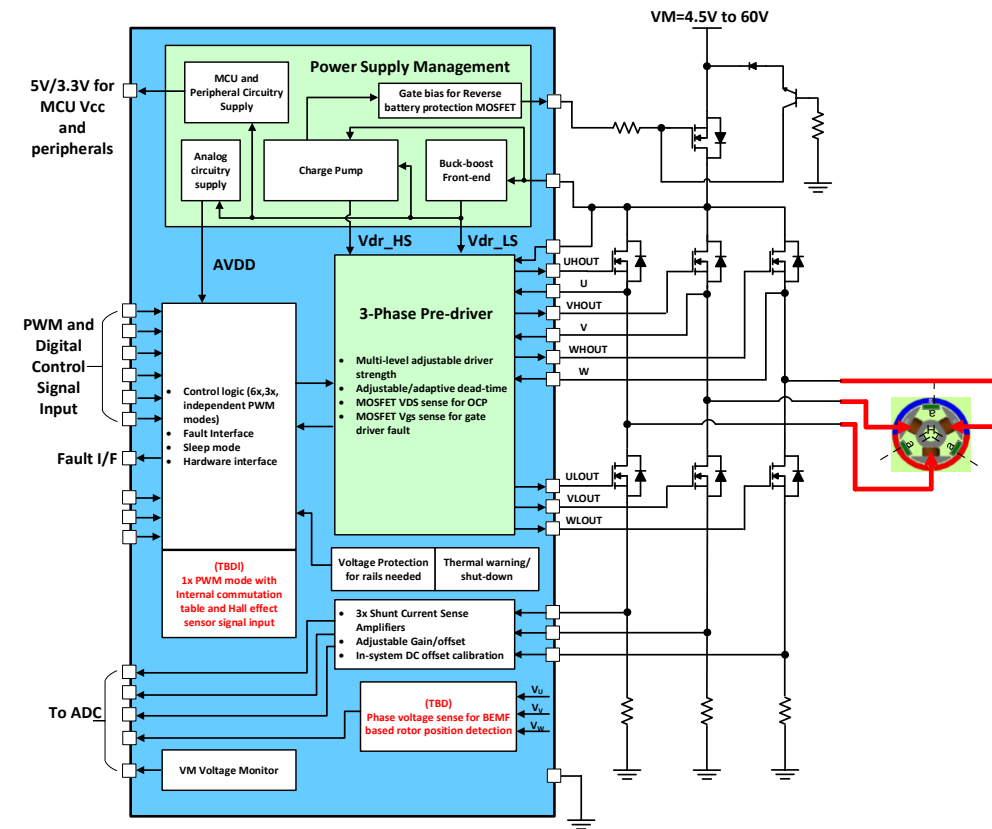 VM=4.5V to 60V
Power Supply Management
5V/3.3V for
MCU Vcc
and
peripherals
MCU and
Peripheral Circuitry
Supply
Gate bias for Reverse
battery protection MOSFET
Analog
circuitry
supply
Charge Pump
Buck-boost
Front-end
Vdr_HS
Vdr_LS
AVDD
UHOUT
U
VHOUT
V
WHOUT
W
3-Phase Pre-driver
• Multi-level adjustable driver
strength
• Adjustable/adaptive dead-time
• MOSFET VDS sense for OCP
• MOSFET Vgs sense for gate
driver fault
PWM and
Digital
Control
Signal
Input
• Control logic (6x,3x,
independent PWM
modes)
• Fault Interface
• Sleep mode
• Hardware interface
Fault I/F
a
a
a
H
H
ULOUT
VLOUT
WLOUT
(TBDl)
1x PWM mode with
Internal commutation
table and Hall effect
sensor signal input
Voltage Protection
for rails needed
Thermal warning/
shut-down
• 3x Shunt Current Sense
Amplifiers
• Adjustable Gain/offset
• In-system DC offset calibration
To ADC
(TBD)
Phase voltage sense for BEMF
based rotor position detection
VU
VV
VW
VM Voltage Monitor